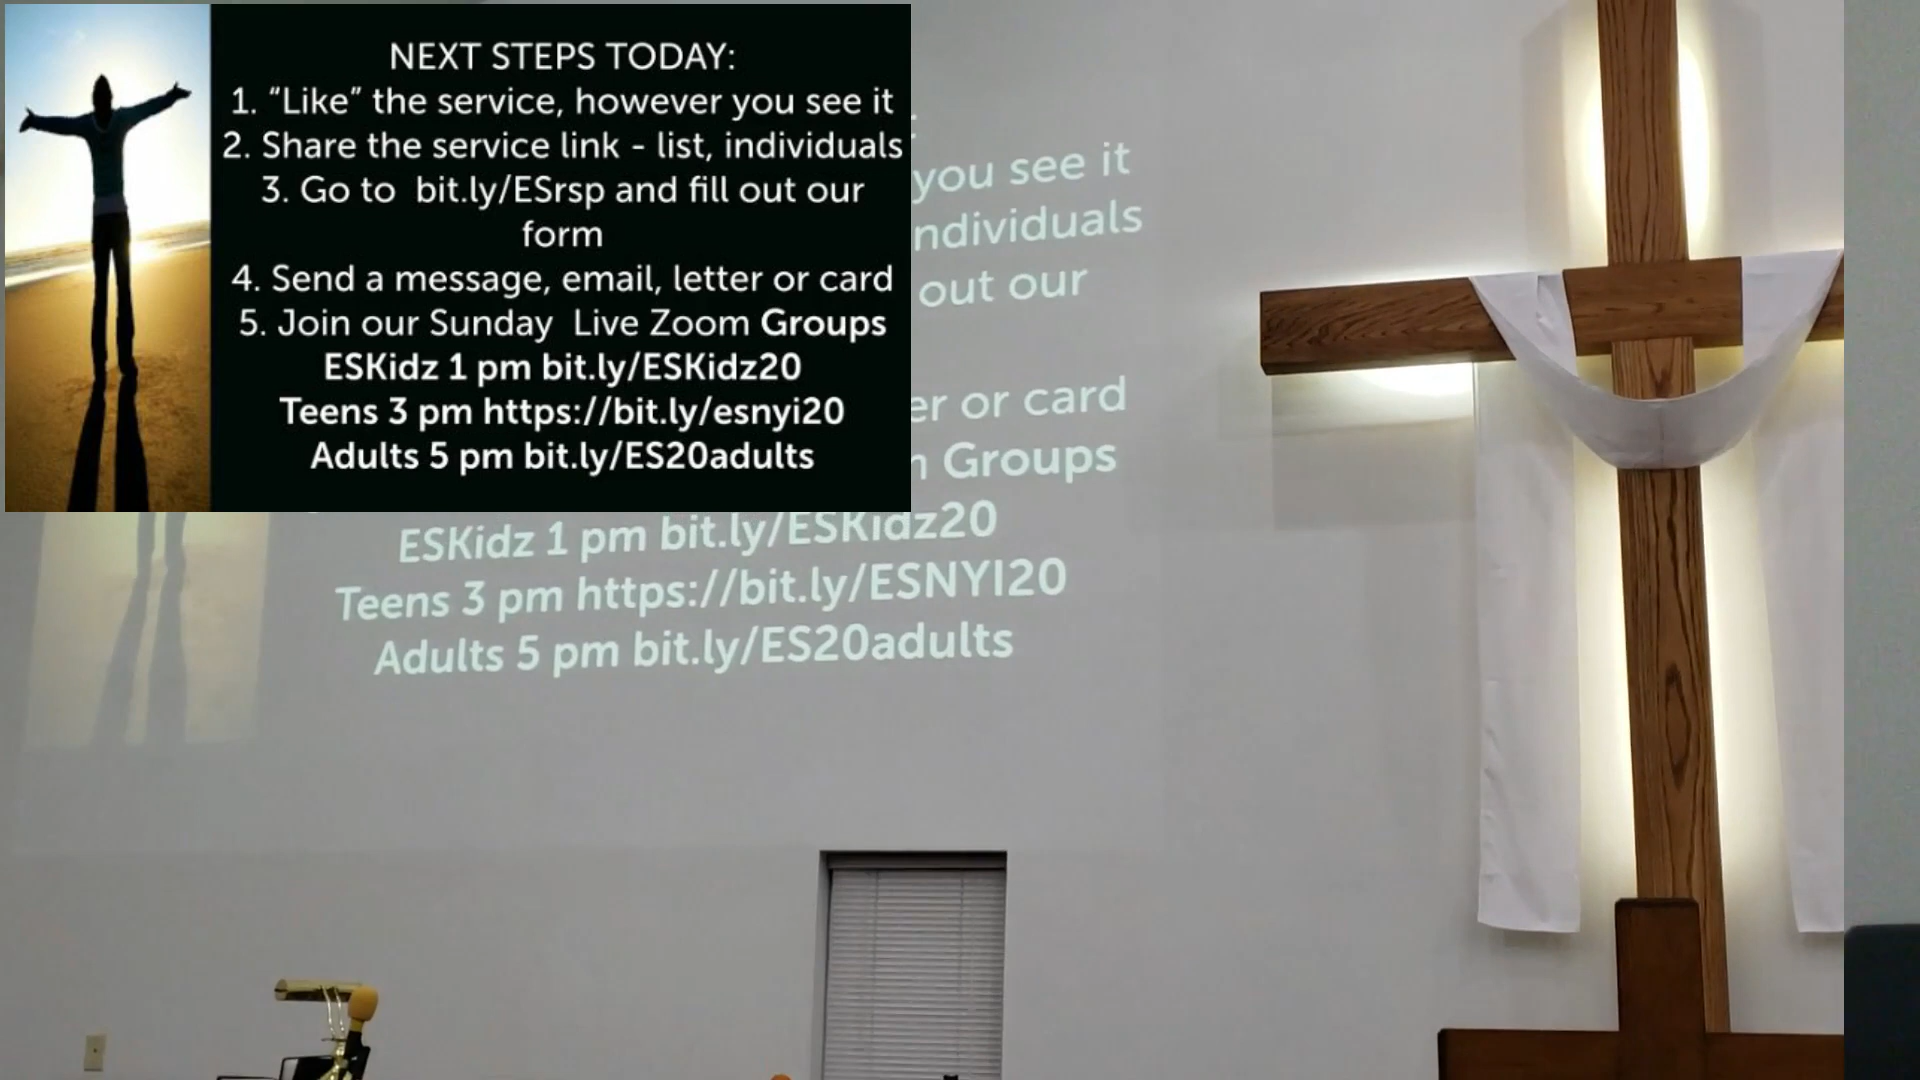 NEXT STEPS TODAY:
1. “Like” the service, however you see it
2. Share the service link - list, individuals
3. Go to bit.ly/ESrsp and fill out our
form
4. Send a message, email, letter or card
5. Join our Sunday Live Zoom Groups
ESKidz 1 pm bit.ly/ESKidz20
Teens 3 pm https://bit.ly/esnyi20
Adults 5 pm bit.ly/ES20adults
you see it
ndividuals
out our
er or card
Groups
ESKidz 1 pm bit.ly/ESKidz20
Teens 3 pm https://bit.ly/ESNYI20
Adults 5 pm bit.ly/ES20adults